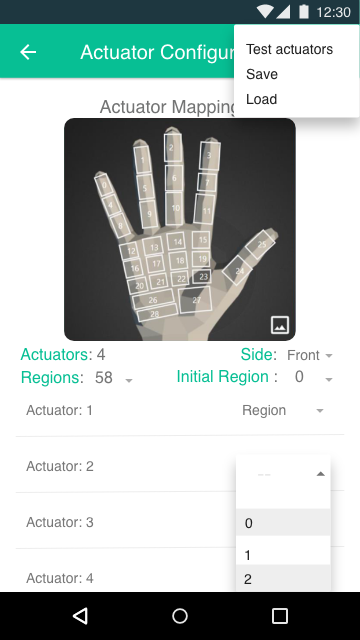 12:30
Actuator Configur
Test actuators
Save
Load
Actuator Mapping
0 1 2 3
4 5 6 7
8 9 10 11
12 13 14 15
16 17 18 19
20 21 22 23
24 25
26 27
28
Actuators: 4 Side: Front
Regions: 58 Initial Region : 0
Actuator: 1 Region
Actuator: 2 --
Actuator: 3 0
1
Actuator: 4 2